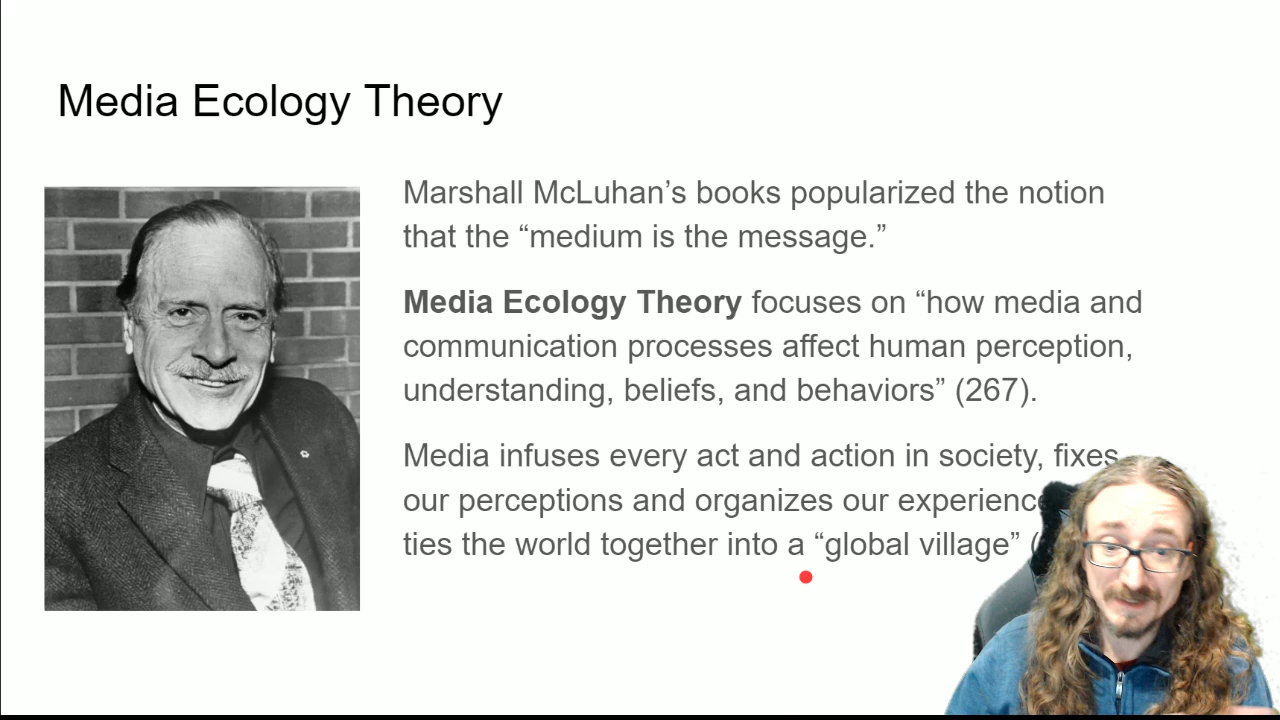 Media Ecology Theory
Marshall McLuhan’s books popularized the notion
that the “medium is the message.”
Media Ecology Theory focuses on “how media and
communication processes affect human perception,
understanding, beliefs, and behaviors” (267).
Media infuses every act and action in society, fixes
our perceptions and organizes our
ties the world together into a “global village” (